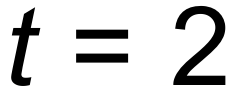 t = 2